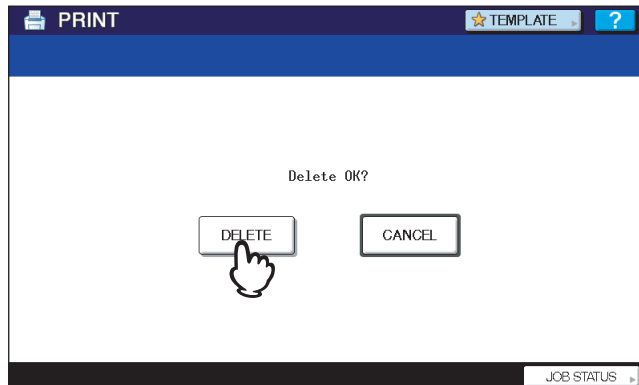 PRINT
TEMPLATE
?
Delete OK?
DELETE
CANCEL
JOB STATUS